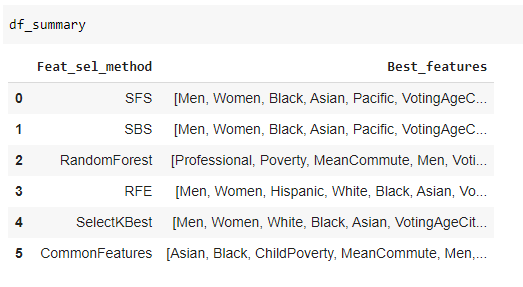 df_summary
Feat_sel_method Best_features
0 SFS [Men, Women, Black, Asian, Pacific, VotingAgeC...
1 SBS [Men, Women, Black, Asian, Pacific, VotingAgeC...
2 RandomForest [Professional, Poverty, MeanCommute, Men, Voti...
3 RFE [Men, Women, Hispanic, White, Black, Asian, Vo...
4 SelectKBest [Men, Women, White, Black, Asian, VotingAgeCit...
5 CommonFeatures [Asian, Black, ChildPoverty, MeanCommute, Men,...